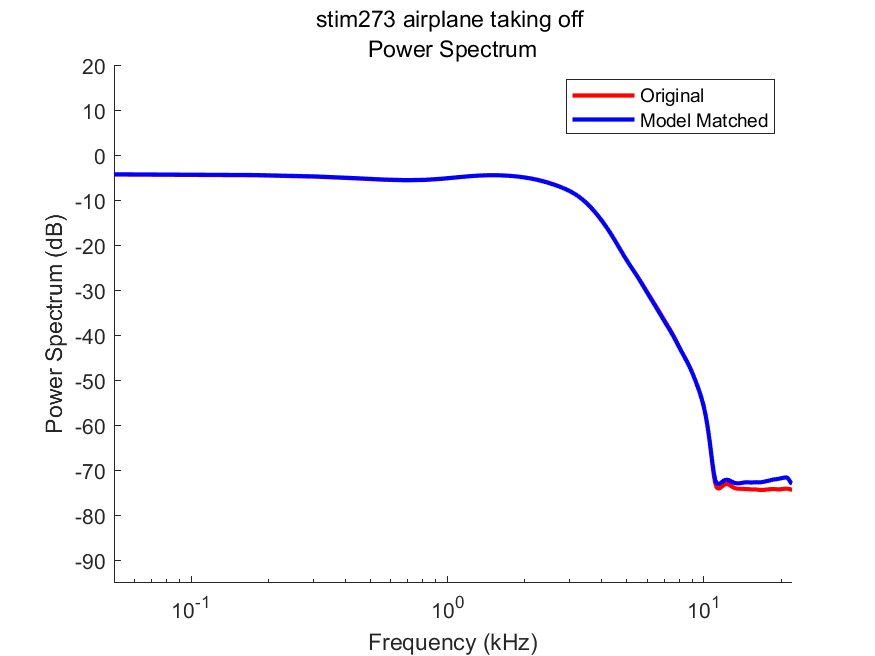 stim273 airplane taking off
Power Spectrum
Original
Model Matched
20
10
0
-10
-20
-30
-40
-50
-60
-70
-80
-90
Power Spectrum (dB)
10^-1
10^0
10^1
Frequency (kHz)